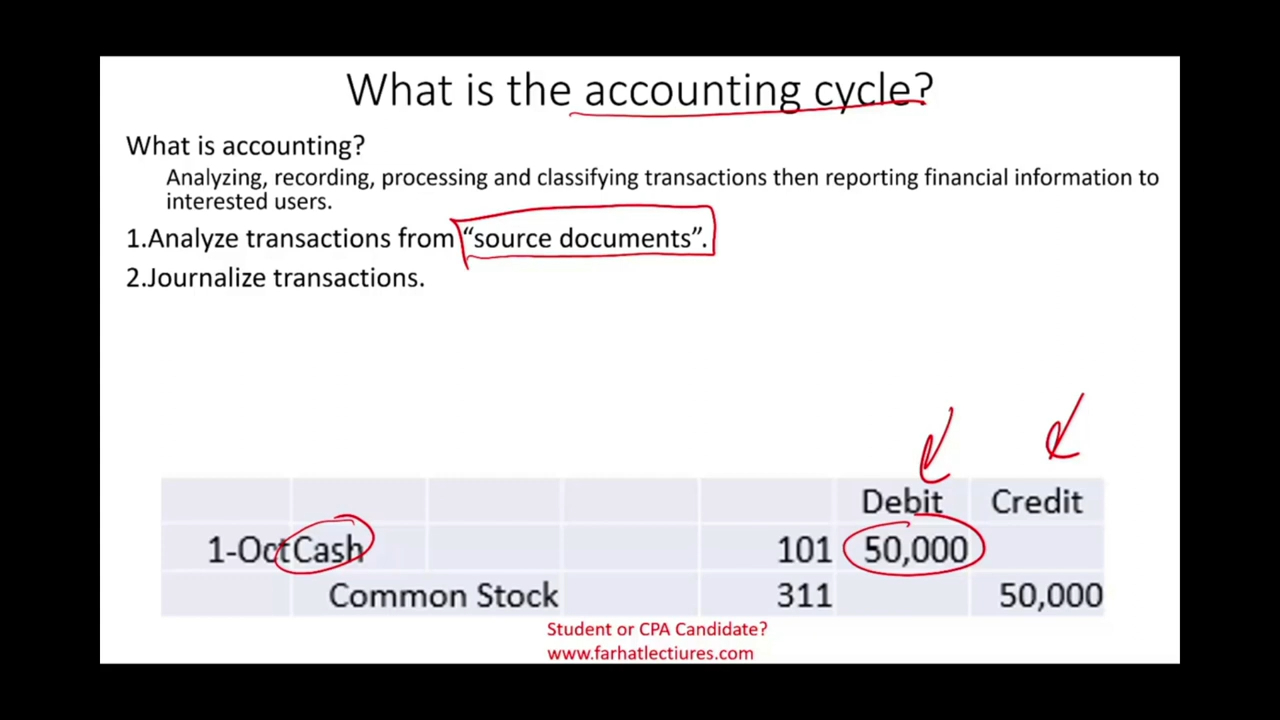 What is the accounting cycle?
What is accounting?
Analyzing, recording, processing and classifying transactions then reporting financial information to
interested users.
1.Analyze transactions from “source documents”.
2.Journalize transactions.
Debit Credit
1-Oct Cash 101 50,000
Common Stock 311 50,000
Student or CPA Candidate?
www.farhatlectiures.com